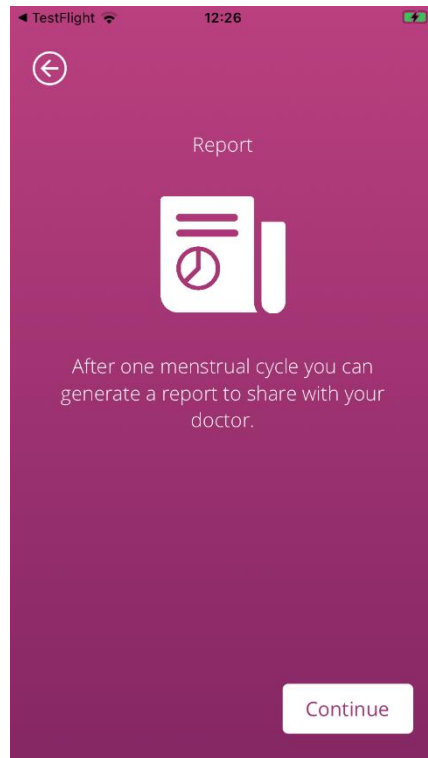 ◀ TestFlight 12:26
Report
After one menstrual cycle you can
generate a report to share with your
doctor.
Continue